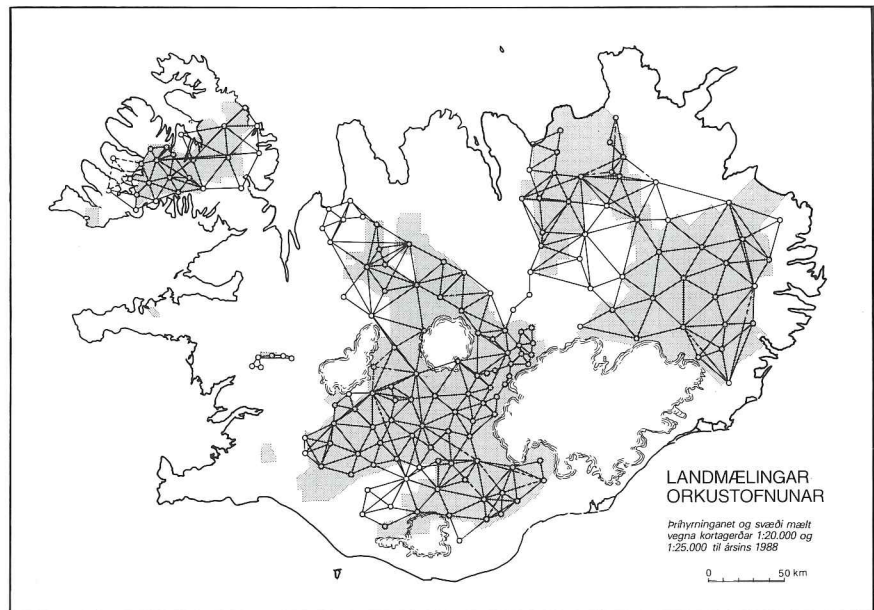 LANDMÆLINGAR
ORKUSTOFNUNAR
Þríhyrninganet og svæði mælt
vegna kortagerðar 1:20.000 og
1:25.000 til ársins 1988
0 50 km